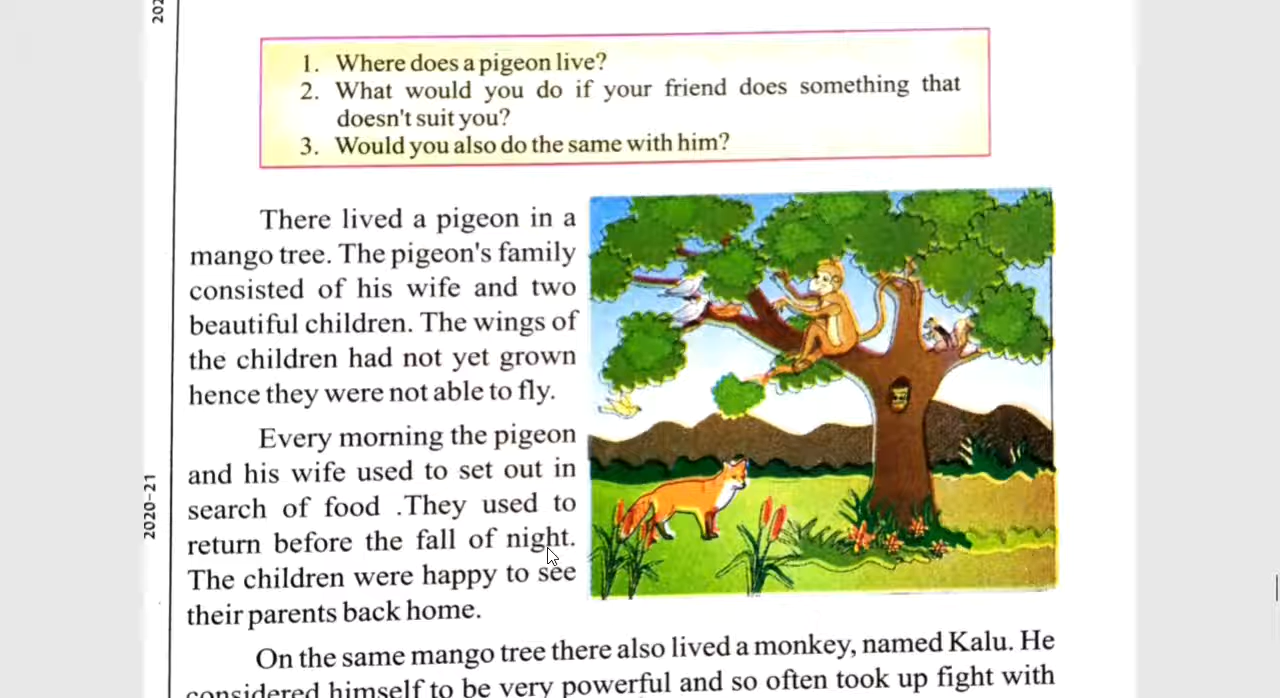 1. Where does a pigeon live?
2. What would you do if your friend does something that
doesn't suit you?
3. Would you also do the same with him?
There lived a pigeon in a
mango tree. The pigeon's family
consisted of his wife and two
beautiful children. The wings of
the children had not yet grown
hence they were not able to fly.
Every morning the pigeon
and his wife used to set out in
search of food .They used to
return before the fall of night.
The children were happy to see
their parents back home.
2020-21
On the same mango tree there also lived a monkey, named Kalu. He
considered himself to be very powerful and so often took up fight with